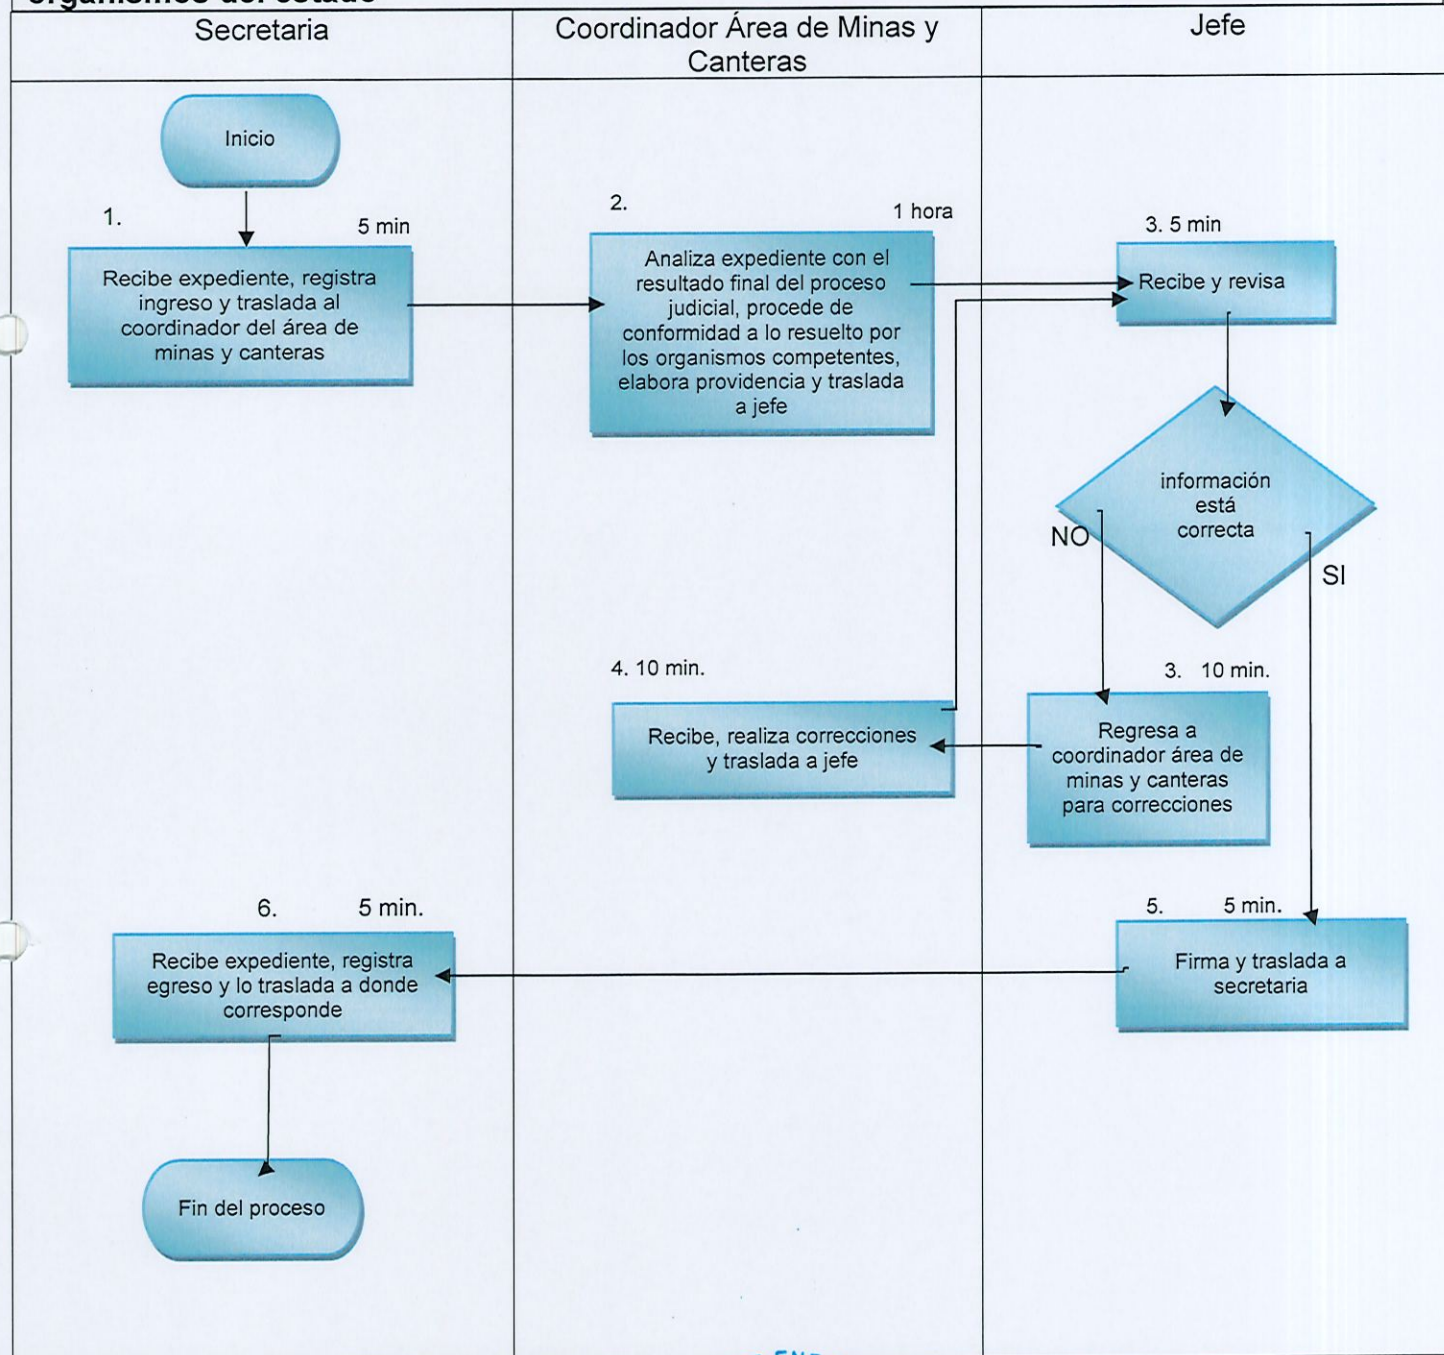 organismos del estado
Secretaria
Coordinador Área de Minas y
Canteras
Jefe
Inicio
1.
5 min
Recibe expediente, registra
ingreso y traslada al
coordinador del área de
minas y canteras
2.
1 hora
Analiza expediente con el
resultado final del proceso
judicial, procede de
conformidad a lo resuelto por
los organismos competentes,
elabora providencia y traslada
a jefe
3. 5 min
Recibe y revisa
información
está
correcta
NO
SI
3. 10 min.
Regresa a
coordinador área de
minas y canteras
para correcciones
4. 10 min.
Recibe, realiza correcciones
y traslada a jefe
5. 5 min.
Firma y traslada a
secretaria
6. 5 min.
Recibe expediente, registra
egreso y lo traslada a donde
corresponde
Fin del proceso